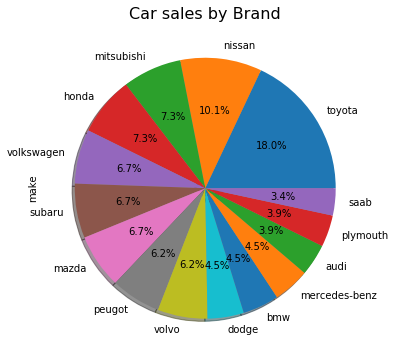 Car sales by Brand
make
toyota
18.0%
nissan
10.1%
mitsubishi
7.3%
honda
7.3%
volkswagen
6.7%
subaru
6.7%
mazda
6.7%
peugot
6.2%
volvo
6.2%
dodge
4.5%
bmw
4.5%
mercedes-benz
4.5%
audi
3.9%
plymouth
3.9%
saab
3.4%